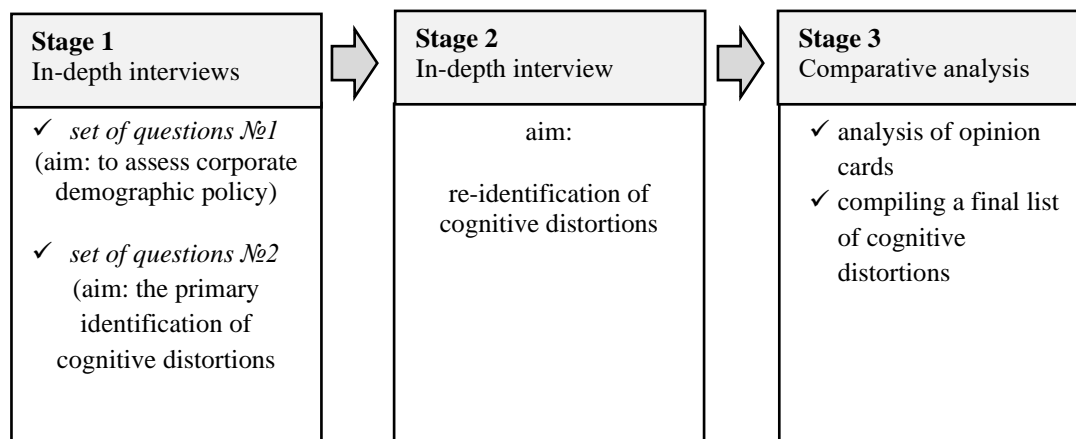 Stage 1
In-depth interviews
✓ set of questions №1
(aim: to assess corporate
demographic policy)
✓ set of questions №2
(aim: the primary
identification of
cognitive distortions
Stage 2
In-depth interview
aim:
re-identification of
cognitive distortions
Stage 3
Comparative analysis
✓ analysis of opinion
cards
✓ compiling a final list
of cognitive
distortions